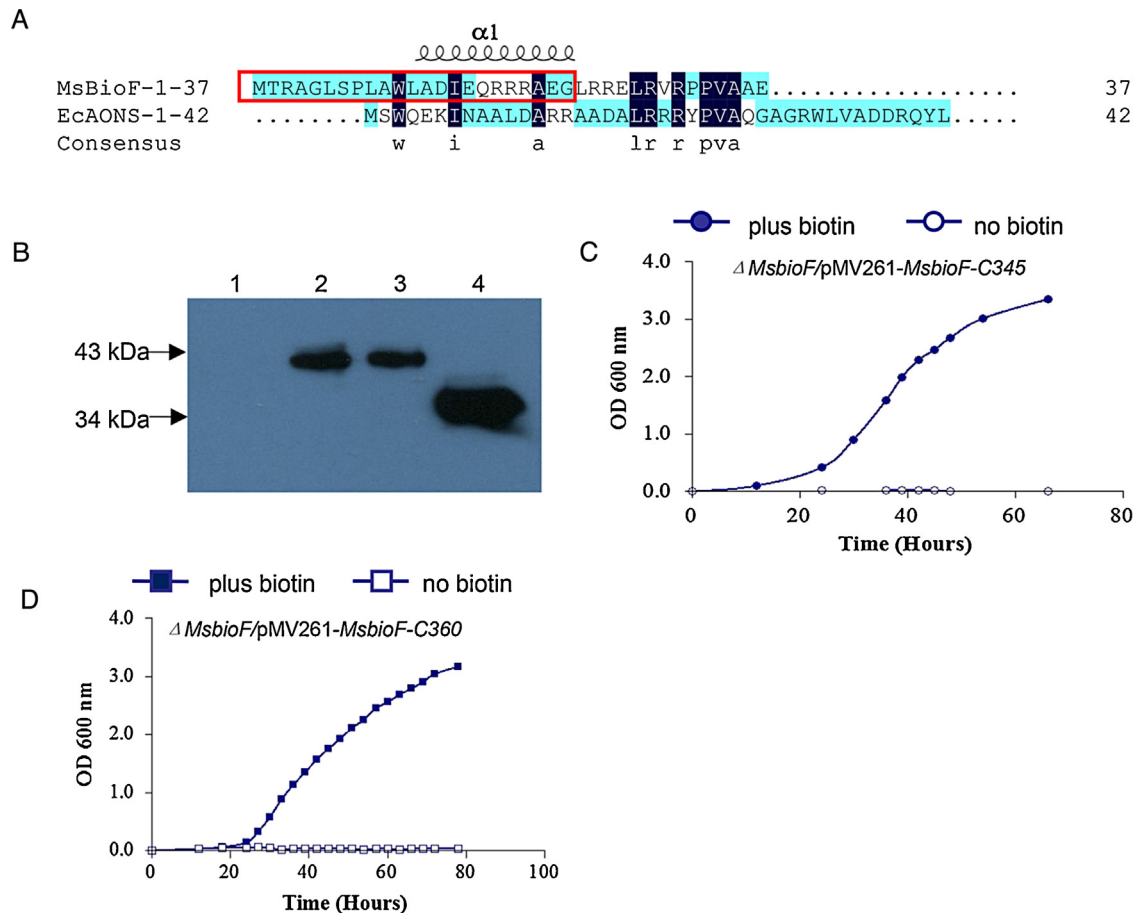 A
α1
MsBioF-1-37 MTRAGLSPLAWLADIEQRRRAEGLRRELRVRPPVAAE.................. 37
EcAONS-1-42 ........MSWQEKINAALDARRAADALRRRYPVAQGAGRWLVADDRQYL..... 42
Consensus w i a lr r pva
B
1 2 3 4
43 kDa
34 kDa
C
plus biotin no biotin
Δ MsbioF/pMV261-MsbioF-C345
OD 600 nm
4.0
3.0
2.0
1.0
0.0
0 20 40 60 80
Time (Hours)
D
plus biotin no biotin
Δ MsbioF/pMV261-MsbioF-C360
OD 600 nm
4.0
3.0
2.0
1.0
0.0
0 20 40 60 80 100
Time (Hours)